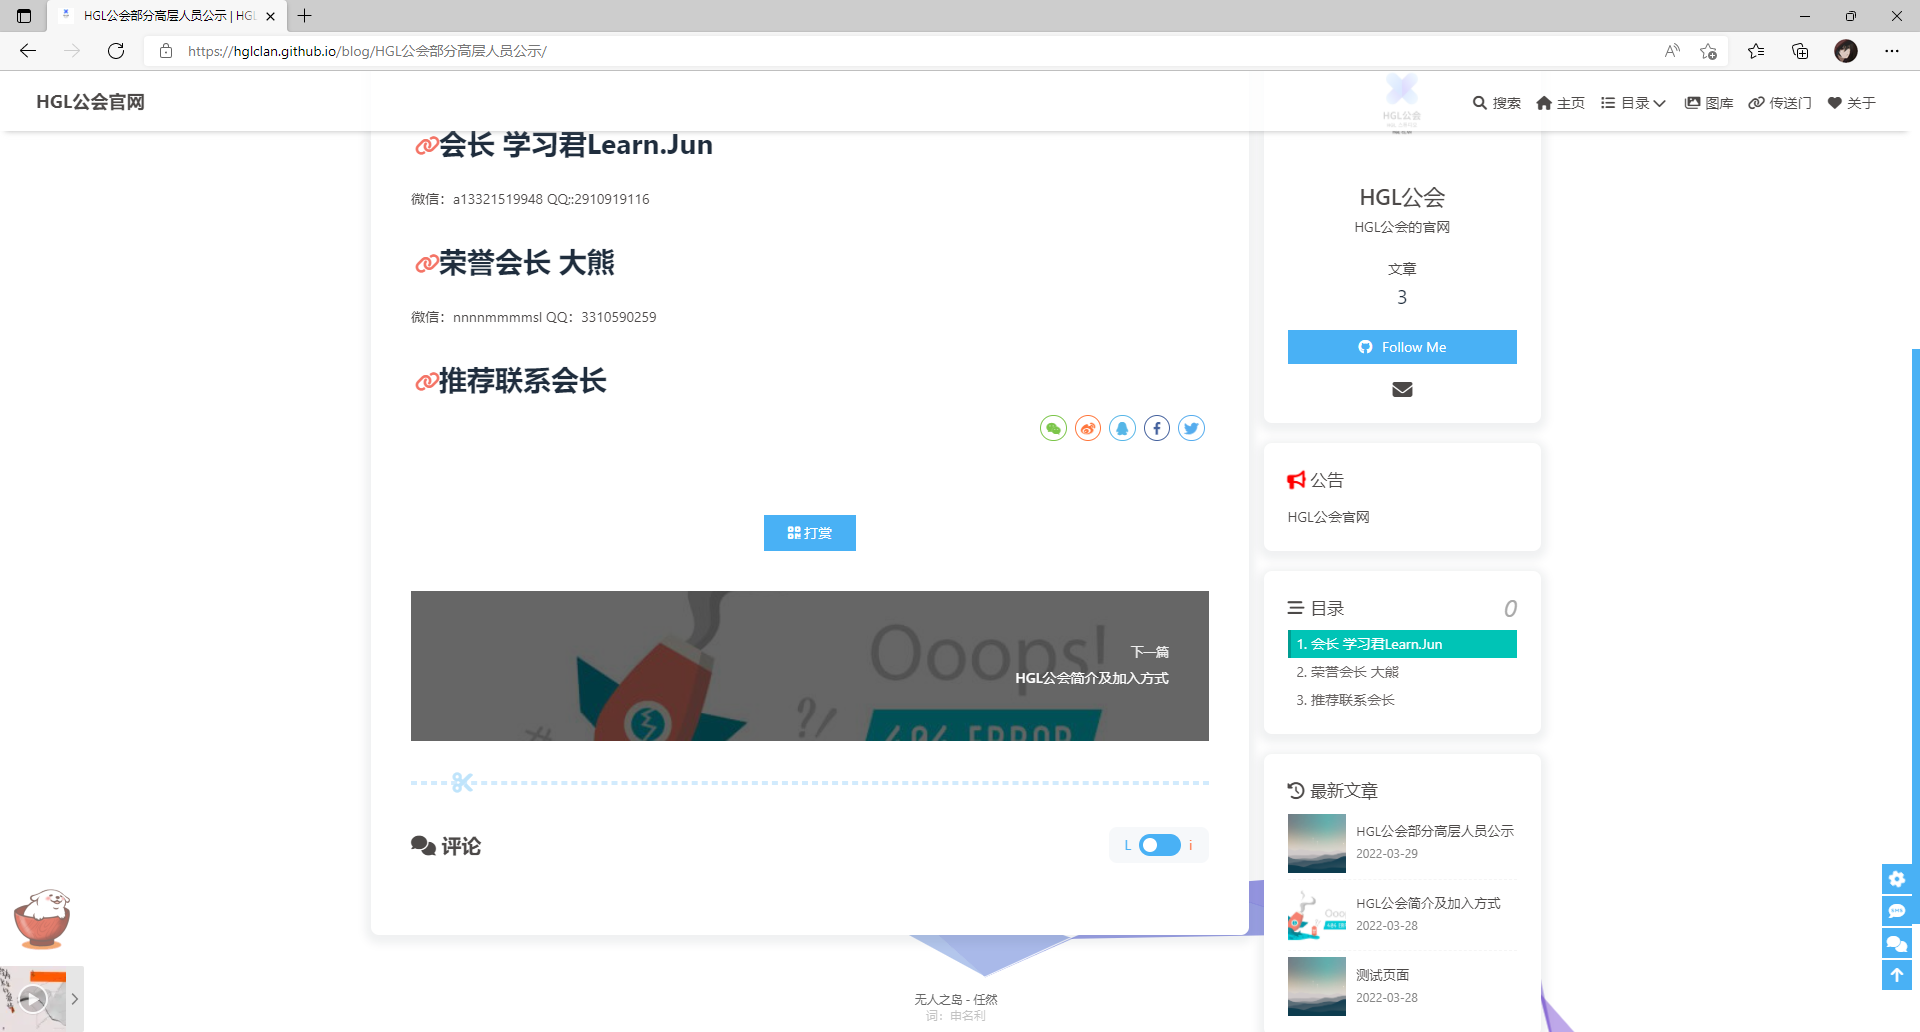 HGL公会部分高层人员公示 | HGL
https://hglclan.github.io/blog/HGL公会部分高层人员公示/
HGL公会官网
HGL公会
搜索
主页
目录
图库
传送门
关于
会长 学习君Learn.Jun
微信：a13321519948 QQ::2910919116
荣誉会长 大熊
微信：nnnnmmmmsl QQ：3310590259
推荐联系会长
打赏
Ooops!
下一篇
HGL公会简介及加入方式
404 ERROR
评论
L
i
无人之岛 - 任然
词：申名利
HGL公会
HGL公会的官网
文章
3
Follow Me
公告
HGL公会官网
目录
0
1. 会长 学习君Learn.Jun
2. 荣誉会长 大熊
3. 推荐联系会长
最新文章
HGL公会部分高层人员公示
2022-03-29
HGL公会简介及加入方式
2022-03-28
测试页面
2022-03-28